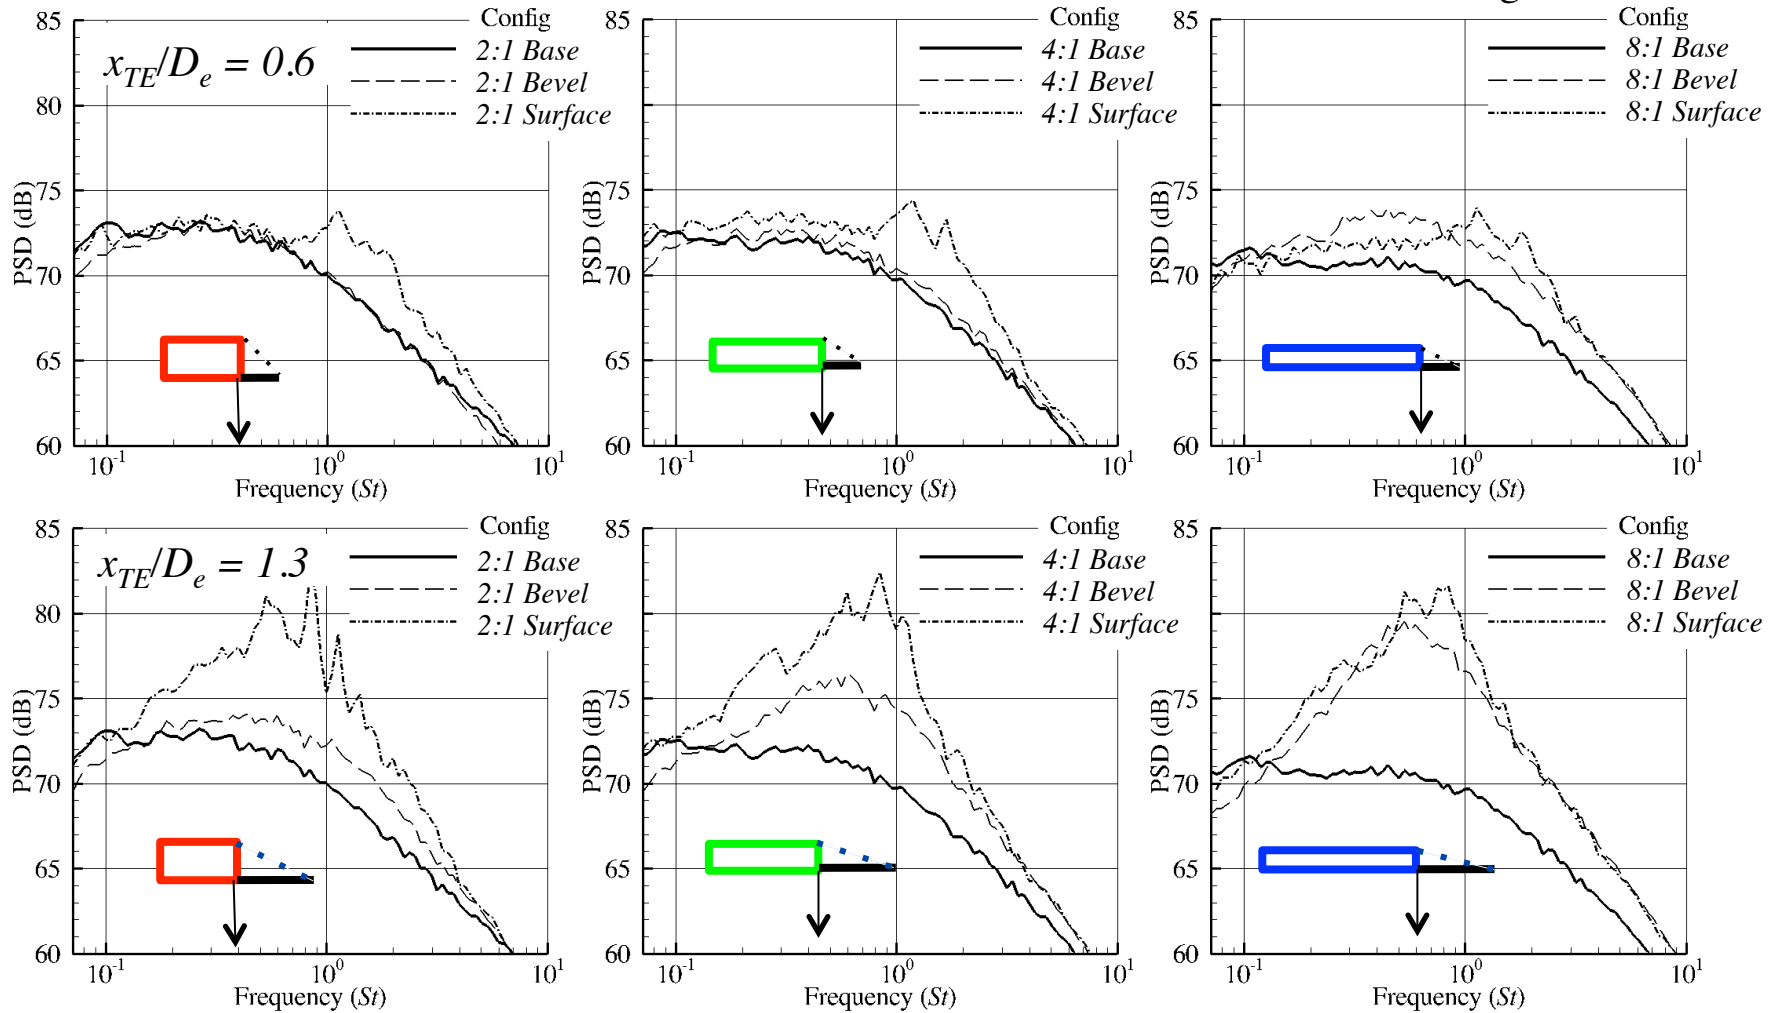 g
Config
2:1 Base
2:1 Bevel
2:1 Surface
x_TE/D_e = 0.6
85
80
75
70
65
60
PSD (dB)
10^-1
10^0
10^1
Frequency (St)
Config
4:1 Base
4:1 Bevel
4:1 Surface
85
80
75
70
65
60
PSD (dB)
10^-1
10^0
10^1
Frequency (St)
Config
8:1 Base
8:1 Bevel
8:1 Surface
85
80
75
70
65
60
PSD (dB)
10^-1
10^0
10^1
Frequency (St)
Config
2:1 Base
2:1 Bevel
2:1 Surface
x_TE/D_e = 1.3
85
80
75
70
65
60
PSD (dB)
10^-1
10^0
10^1
Frequency (St)
Config
4:1 Base
4:1 Bevel
4:1 Surface
85
80
75
70
65
60
PSD (dB)
10^-1
10^0
10^1
Frequency (St)
Config
8:1 Base
8:1 Bevel
8:1 Surface
85
80
75
70
65
60
PSD (dB)
10^-1
10^0
10^1
Frequency (St)